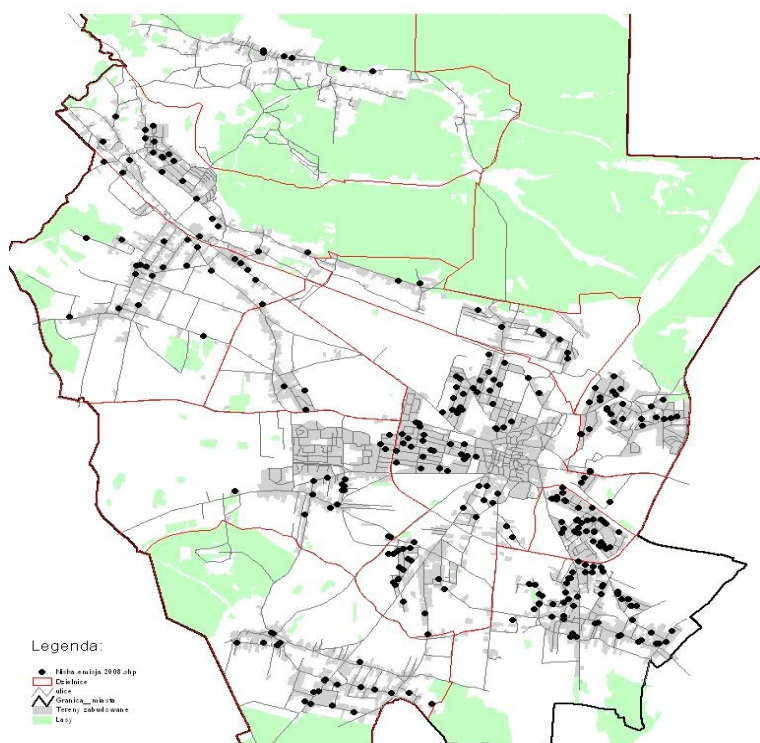 Legenda:
Niska emisja 2008.shp
Dzielnice
ulice
Granica_miasta
Tereny zabudowane
Lasy